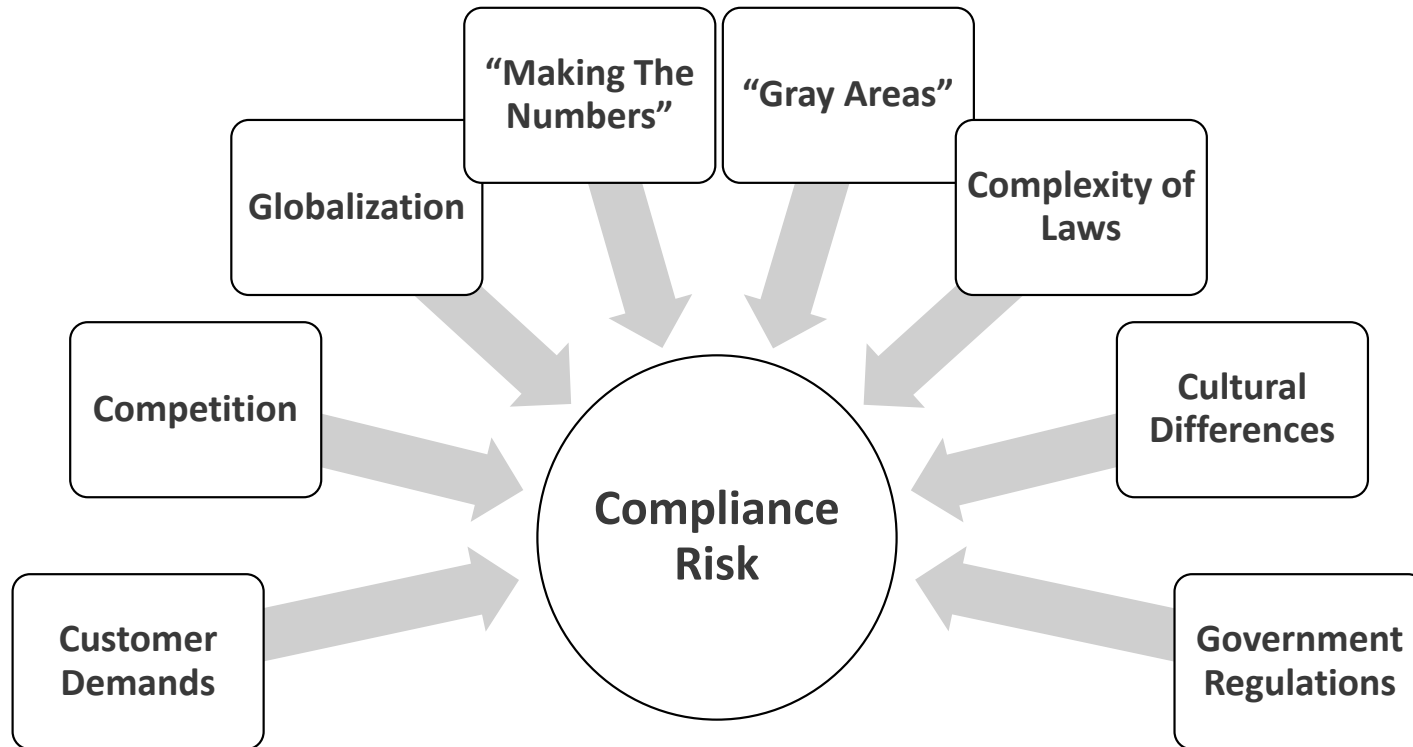 “Making The
Numbers”
“Gray Areas”
Globalization
Complexity of
Laws
Competition
Cultural
Differences
Compliance
Risk
Customer
Demands
Government
Regulations